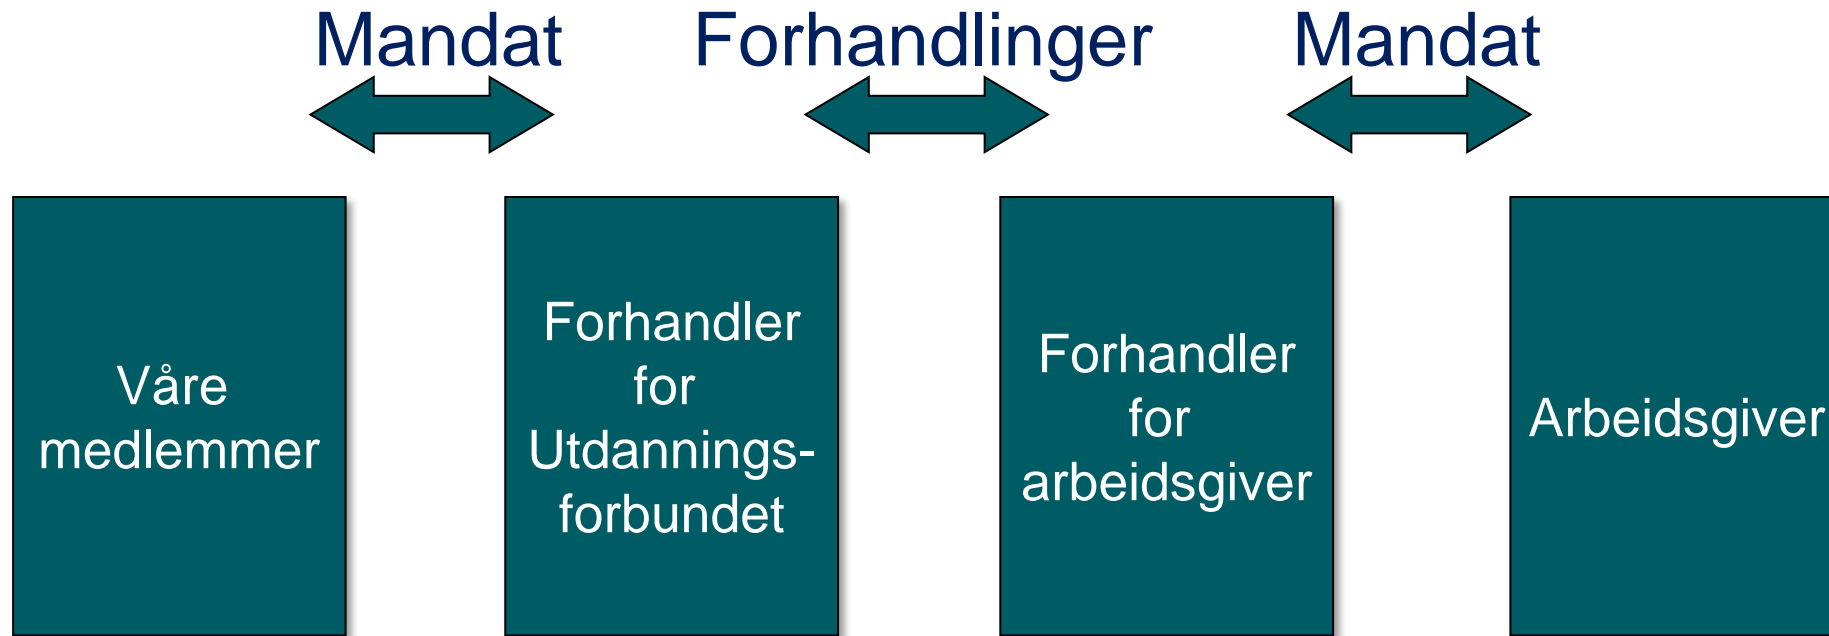 Mandat
Forhandlinger
Mandat
Våre
medlemmer
Forhandler
for
Utdannings-
forbundet
Forhandler
for
arbeidsgiver
Arbeidsgiver